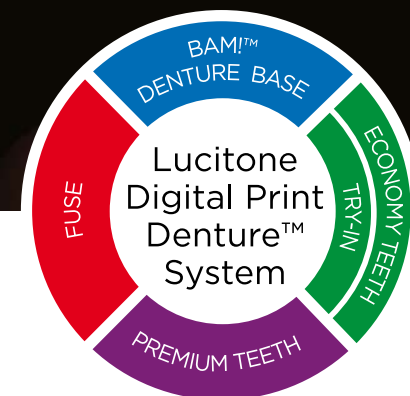 BAM!™
DENTURE BASE
ECONOMY TEETH
TRY-IN
PREMIUM TEETH
FUSE
Lucitone
Digital Print
Denture™
System